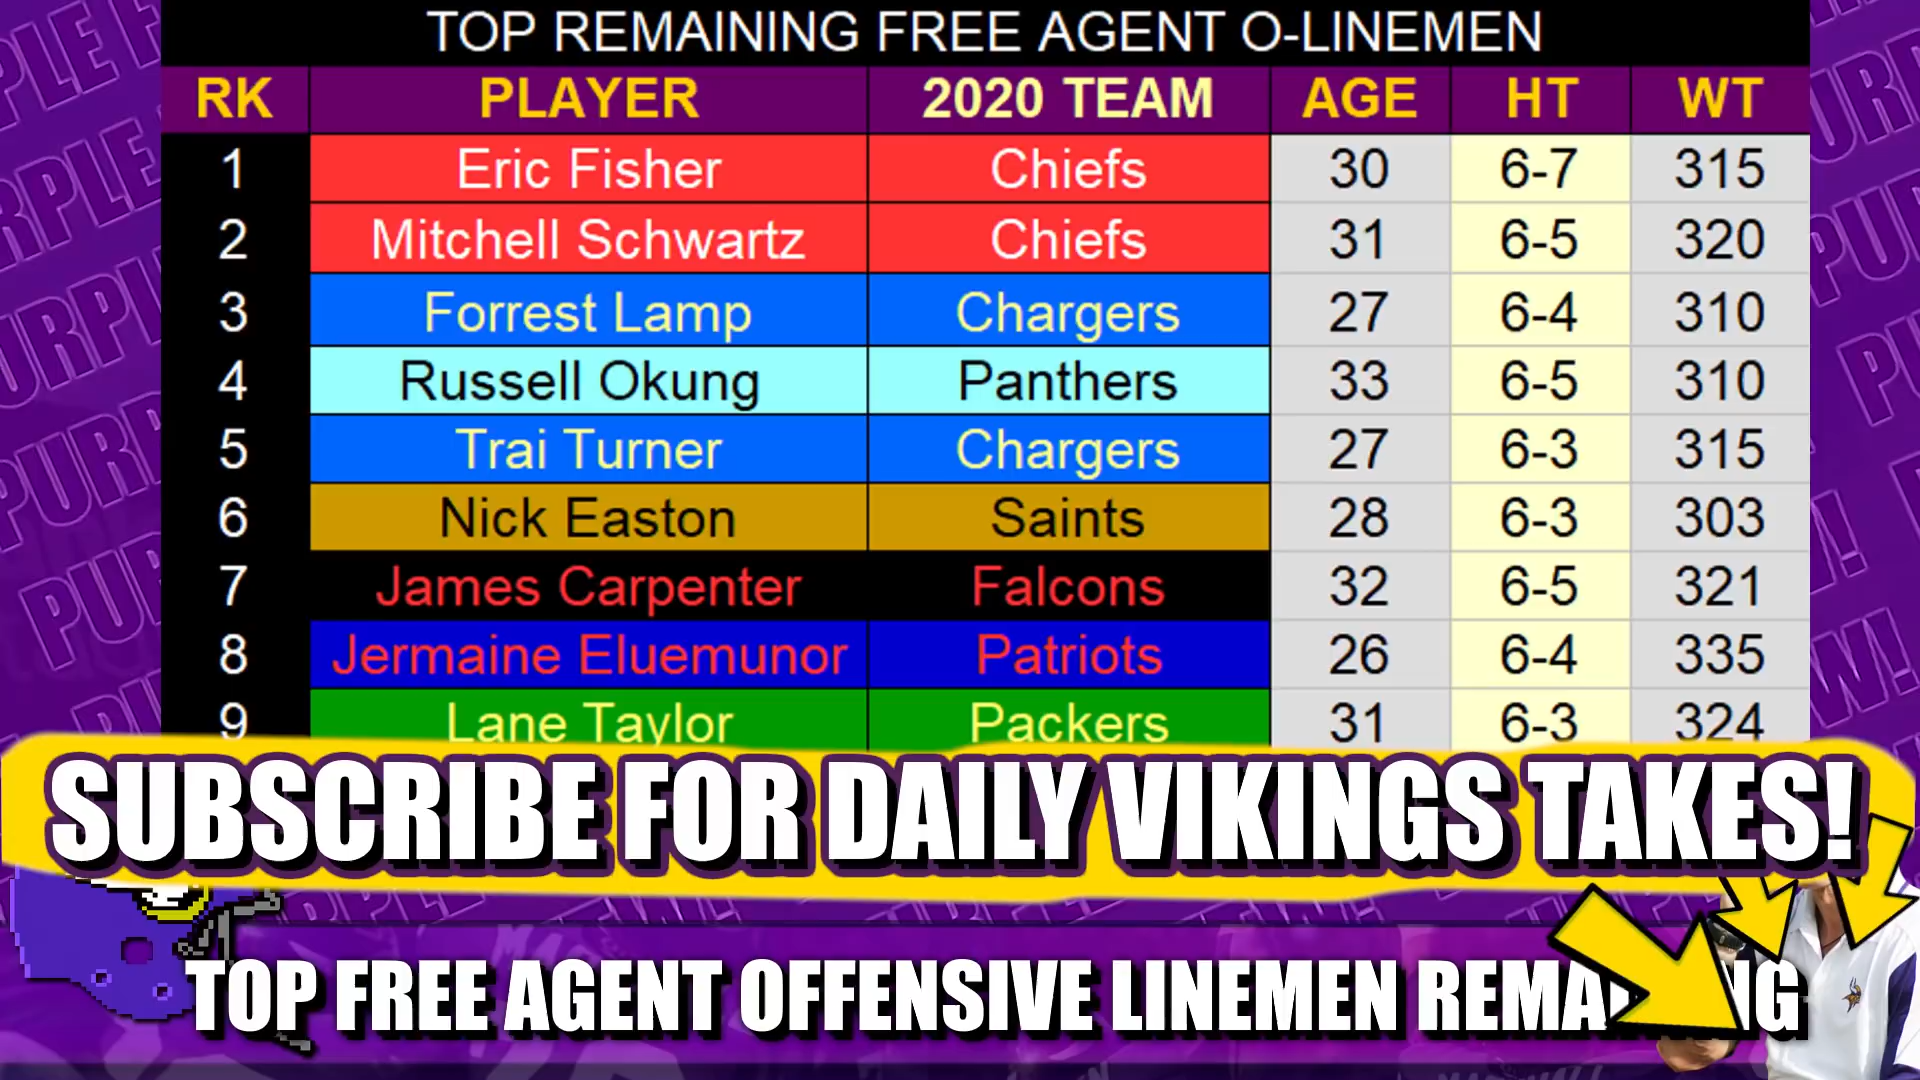 TOP REMAINING FREE AGENT O-LINEMEN
RK PLAYER 2020 TEAM AGE HT WT
1 Eric Fisher Chiefs 30 6-7 315
2 Mitchell Schwartz Chiefs 31 6-5 320
3 Forrest Lamp Chargers 27 6-4 310
4 Russell Okung Panthers 33 6-5 310
5 Trai Turner Chargers 27 6-3 315
6 Nick Easton Saints 28 6-3 303
7 James Carpenter Falcons 32 6-5 321
8 Jermaine Eluemunor Patriots 26 6-4 335
9 Lane Taylor Packers 31 6-3 324
SUBSCRIBE FOR DAILY VIKINGS TAKES!
TOP FREE AGENT OFFENSIVE LINEMEN